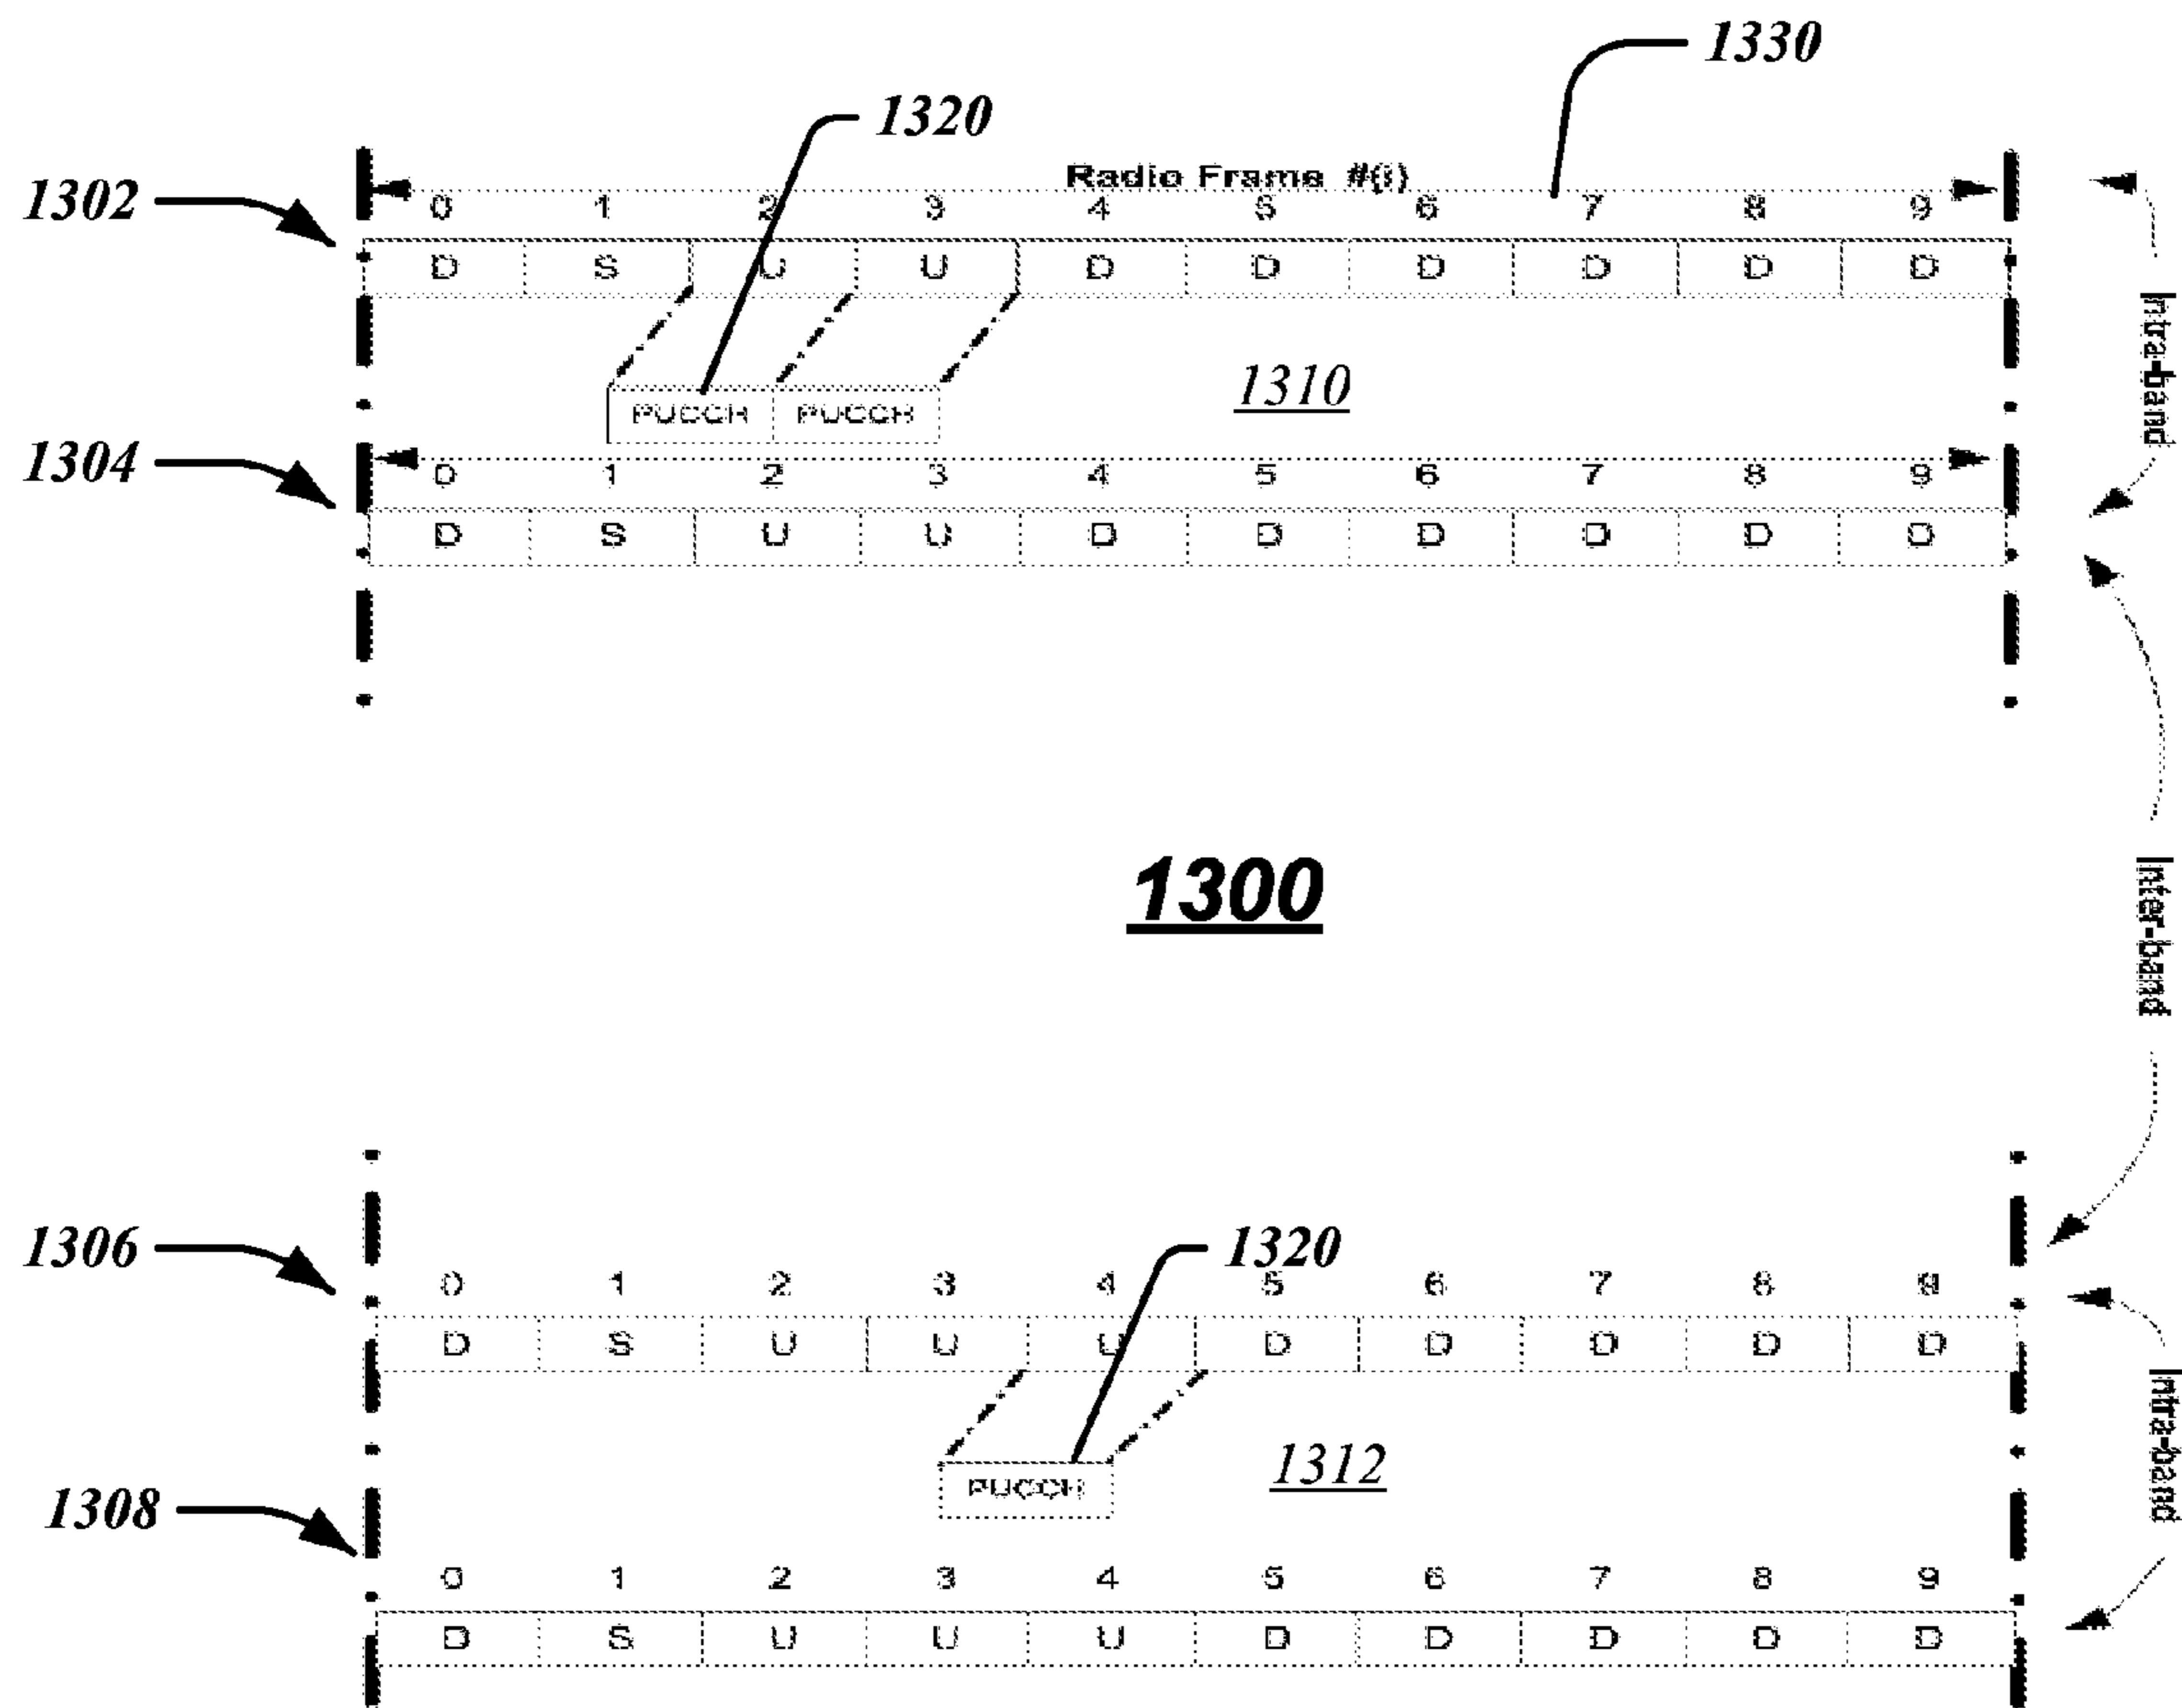 1330
1320
1302
Radio Frame #(i)
0 1 2 3 4 5 6 7 8 9
D S U U D D D D D D
Intra-band
1310
PUCCH PUCCH
1304
0 1 2 3 4 5 6 7 8 9
D S U U D D D D D D
1300
Inter-band
1306
1320
0 1 2 3 4 5 6 7 8 9
D S U U U D D D D D
Intra-band
1312
PUCCH
1308
0 1 2 3 4 5 6 7 8 9
D S U U U D D D D D